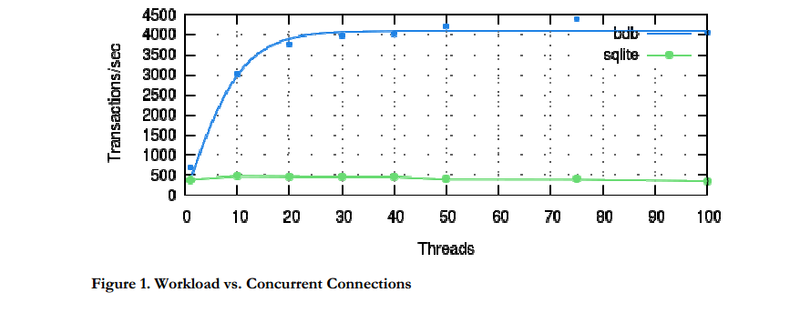 4500
4000
3500
3000
2500
2000
1500
1000
500
0
Transactions/sec
bdb
sqlite
0 10 20 30 40 50 60 70 80 90 100
Threads
Figure 1. Workload vs. Concurrent Connections